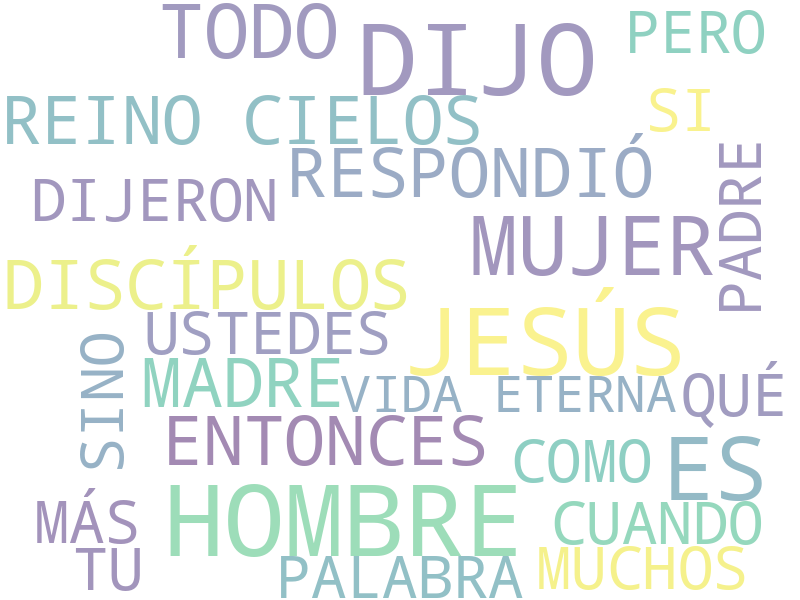 TODO
DIJO
PERO
REINO CIELOS
SI
RESPONDIÓ
PADRE
DIJERON
MUJER
DISCÍPULOS
JESÚS
USTEDES
SINO
MADRE
VIDA ETERNA
QUÉ
ENTONCES
COMO
ES
HOMBRE
MÁS
CUANDO
TU
PALABRA
MUCHOS